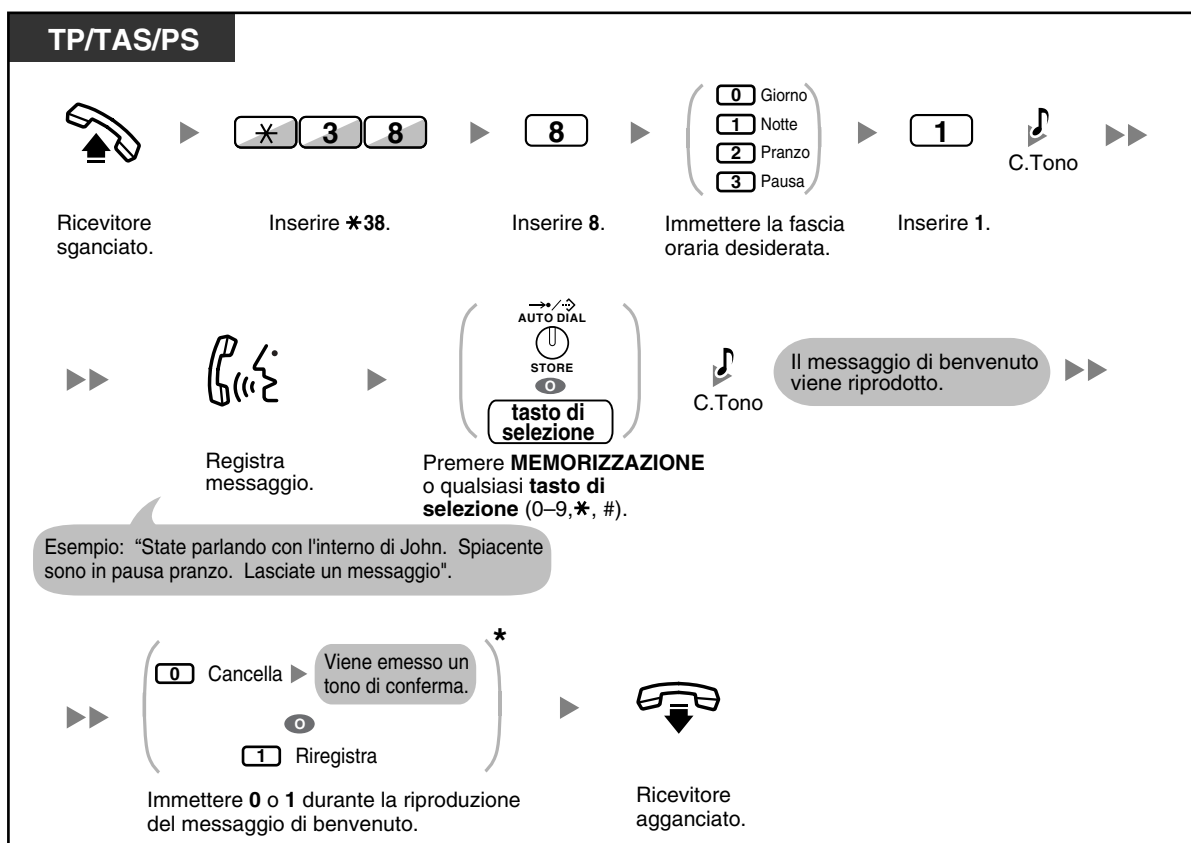 TP/TAS/PS
0 Giorno
1 Notte
2 Pranzo
3 Pausa
✳ 3 8
8
1
C.Tono
Ricevitore
sganciato.
Inserire ✳38.
Inserire 8.
Immettere la fascia
oraria desiderata.
Inserire 1.
AUTO DIAL
STORE
O
tasto di
selezione
C.Tono
Il messaggio di benvenuto
viene riprodotto.
Registra
messaggio.
Premere MEMORIZZAZIONE
o qualsiasi tasto di
selezione (0–9,✳, #).
Esempio: “State parlando con l'interno di John. Spiacente
sono in pausa pranzo. Lasciate un messaggio".
*
0 Cancella
Viene emesso un
tono di conferma.
O
1 Riregistra
Immettere 0 o 1 durante la riproduzione
del messaggio di benvenuto.
Ricevitore
agganciato.